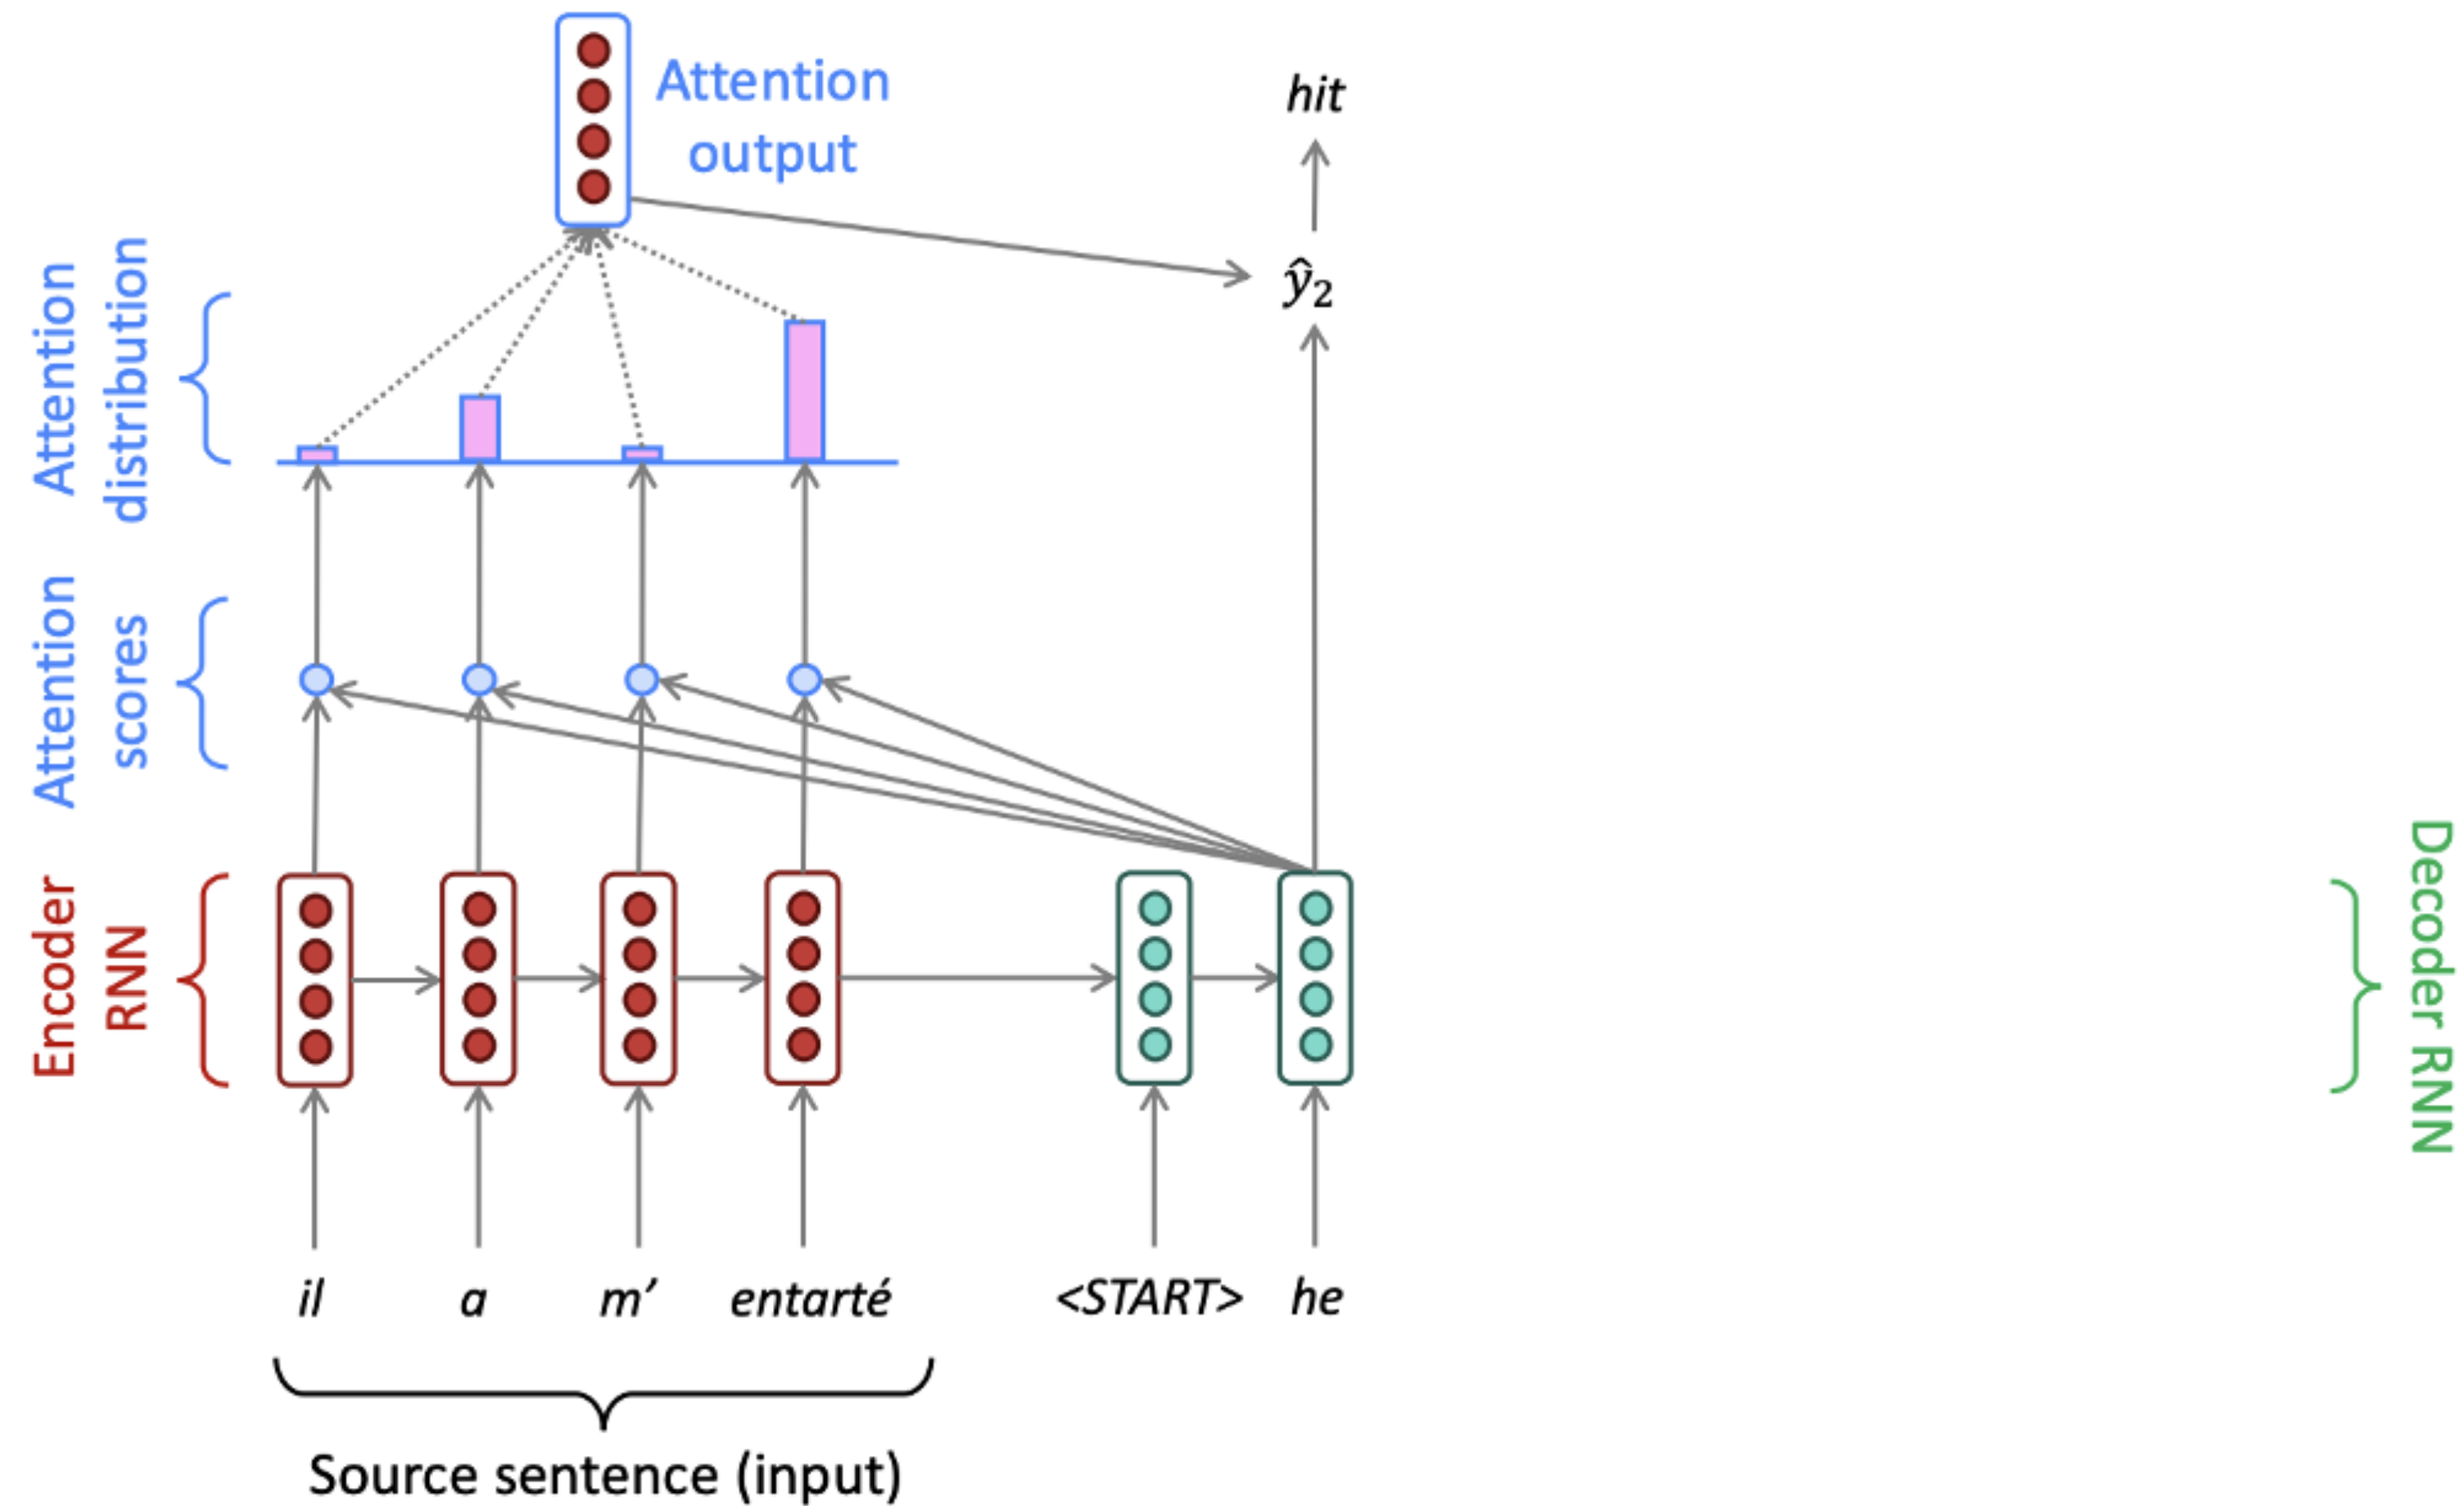 Attention
output
hit
Attention
distribution
ŷ₂
Attention
scores
Encoder
RNN
Decoder RNN
il a m’ entarté <START> he
Source sentence (input)